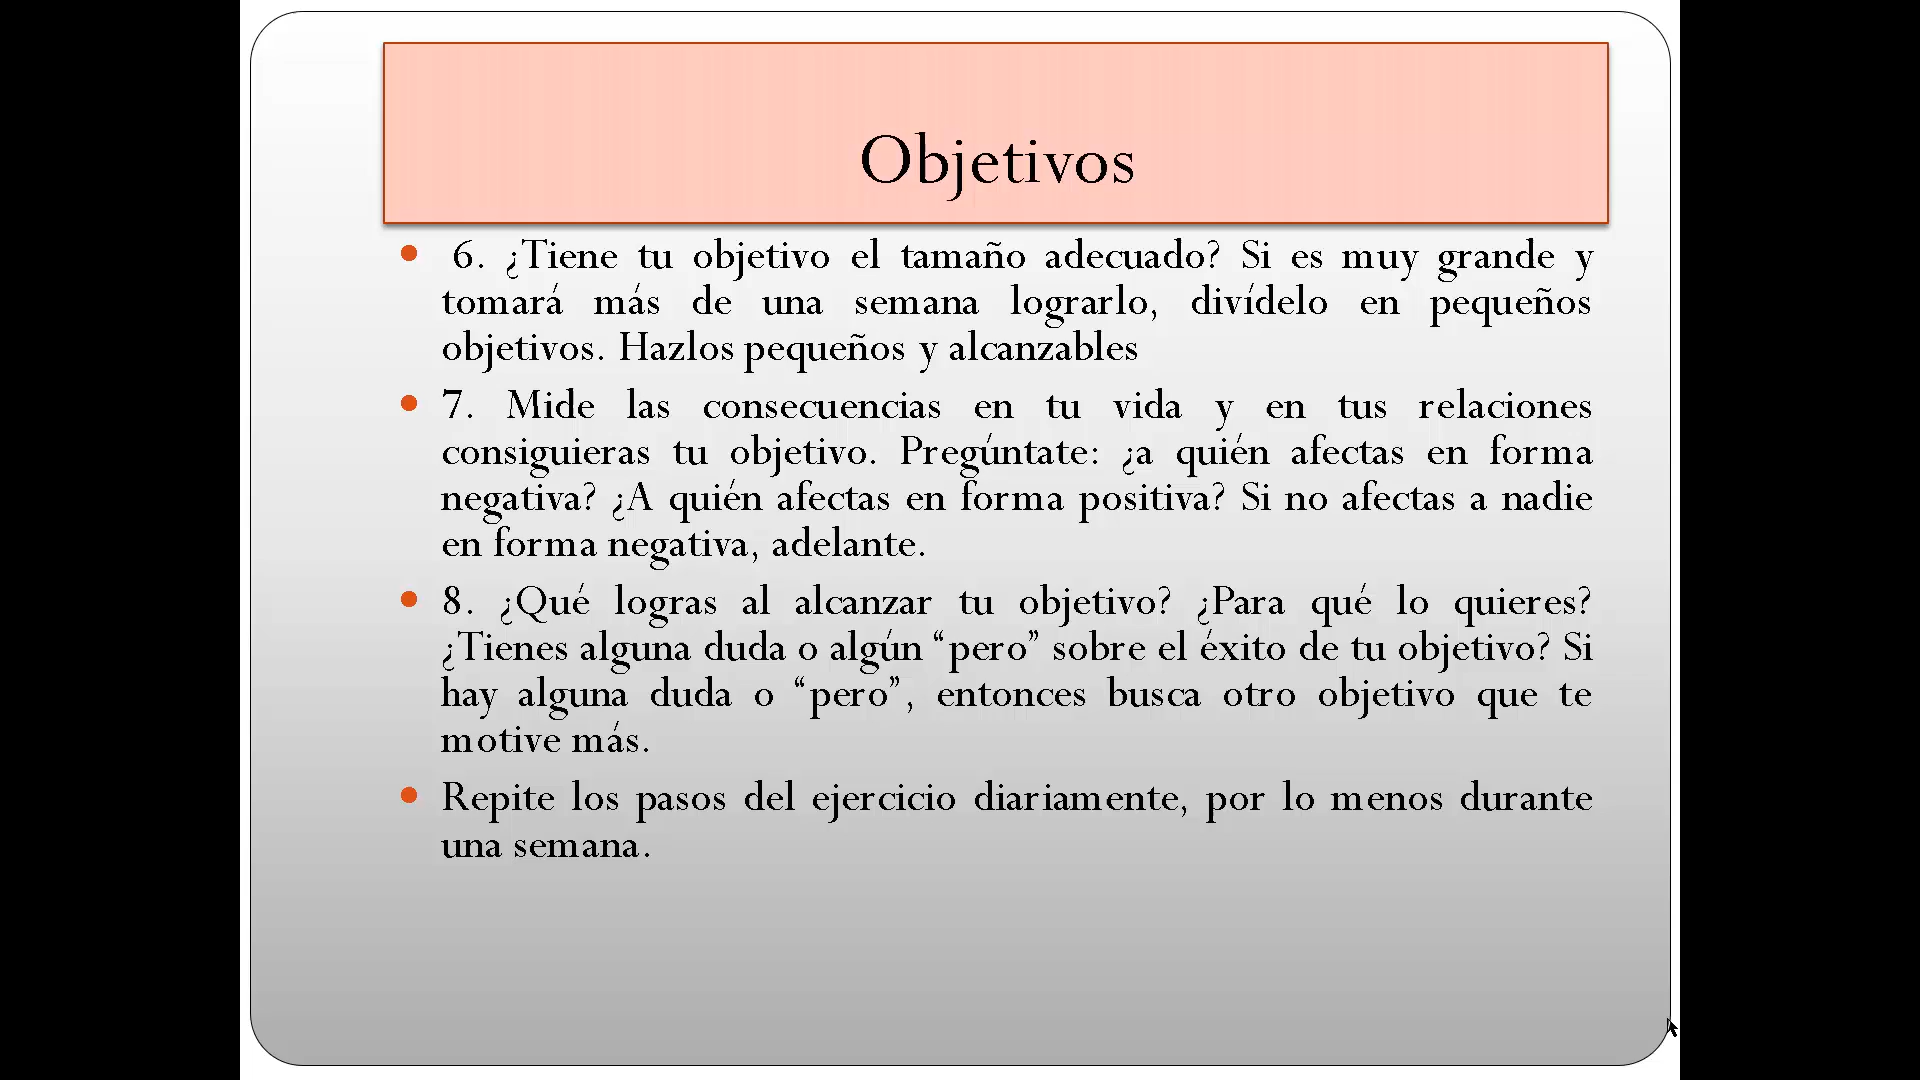 Objetivos
6. ¿Tiene tu objetivo el tamaño adecuado? Si es muy grande y
tomará más de una semana lograrlo, divídelo en pequeños
objetivos. Hazlos pequeños y alcanzables
7. Mide las consecuencias en tu vida y en tus relaciones
consiguieras tu objetivo. Pregúntate: ¿a quién afectas en forma
negativa? ¿A quién afectas en forma positiva? Si no afectas a nadie
en forma negativa, adelante.
8. ¿Qué logras al alcanzar tu objetivo? ¿Para qué lo quieres?
¿Tienes alguna duda o algún “pero” sobre el éxito de tu objetivo? Si
hay alguna duda o “pero”, entonces busca otro objetivo que te
motive más.
Repite los pasos del ejercicio diariamente, por lo menos durante
una semana.